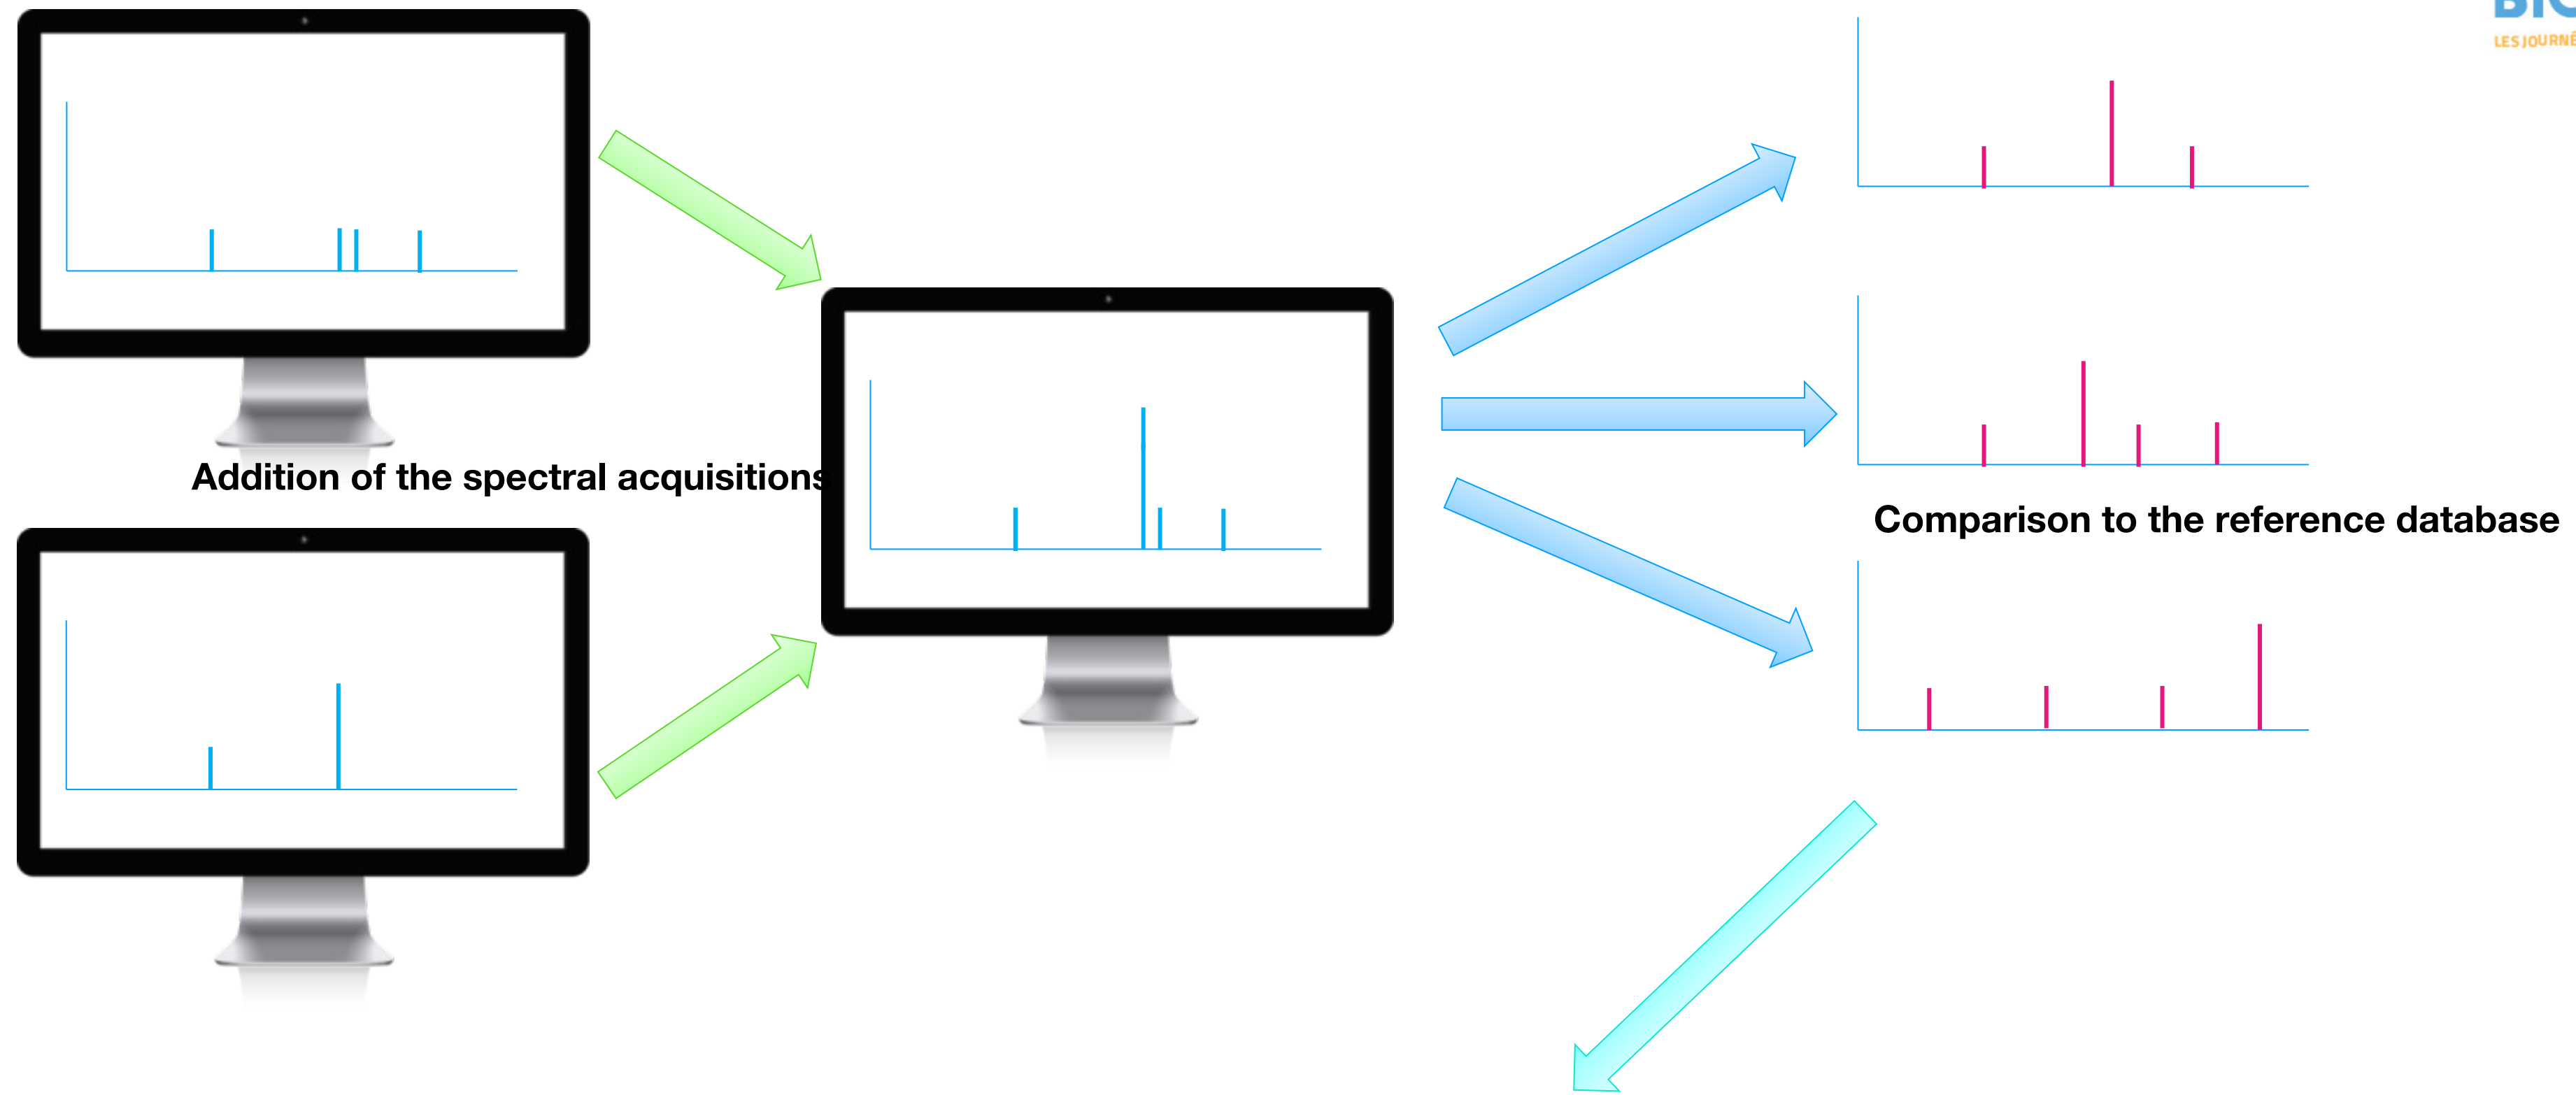 Addition of the spectral acquisitions
Comparison to the reference database